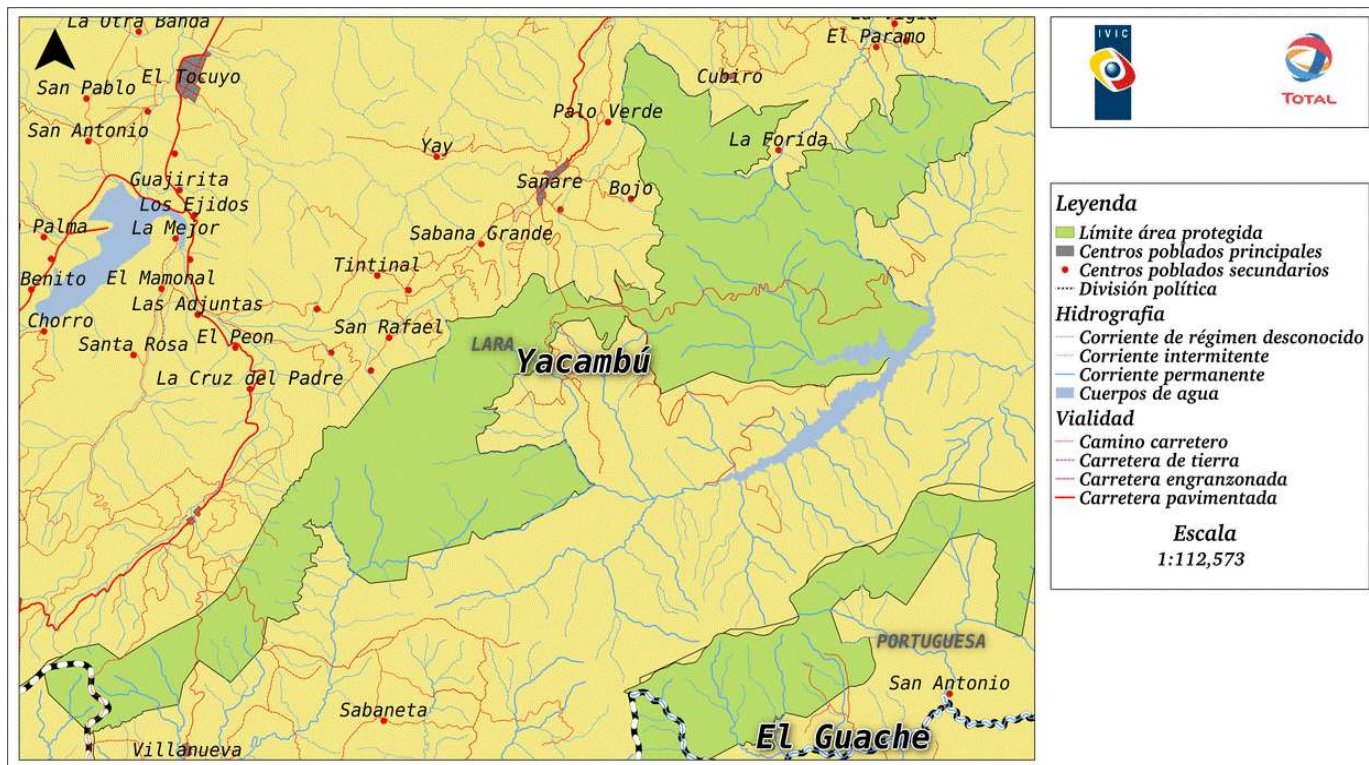 La Otra Banda
La Vigia
El Paramo
El Tocuyo
Cubiro
San Pablo
Palo Verde
San Antonio
Yay
La Forida
Guajirita
Sanare
Bojo
Los Ejidos
Palma
La Mejor
Sabana Grande
Tintinal
Benito
El Mamonal
Las Adjuntas
Chorro
El Peon
San Rafael
Santa Rosa
LARA
Yacambú
La Cruz del Padre
PORTUGUESA
San Antonio
Sabaneta
El Guache
Villanueva
IVIC
TOTAL
Leyenda
Límite área protegida
Centros poblados principales
Centros poblados secundarios
División política
Hidrografia
Corriente de régimen desconocido
Corriente intermitente
Corriente permanente
Cuerpos de agua
Vialidad
Camino carretero
Carretera de tierra
Carretera engranzonada
Carretera pavimentada
Escala
1:112,573